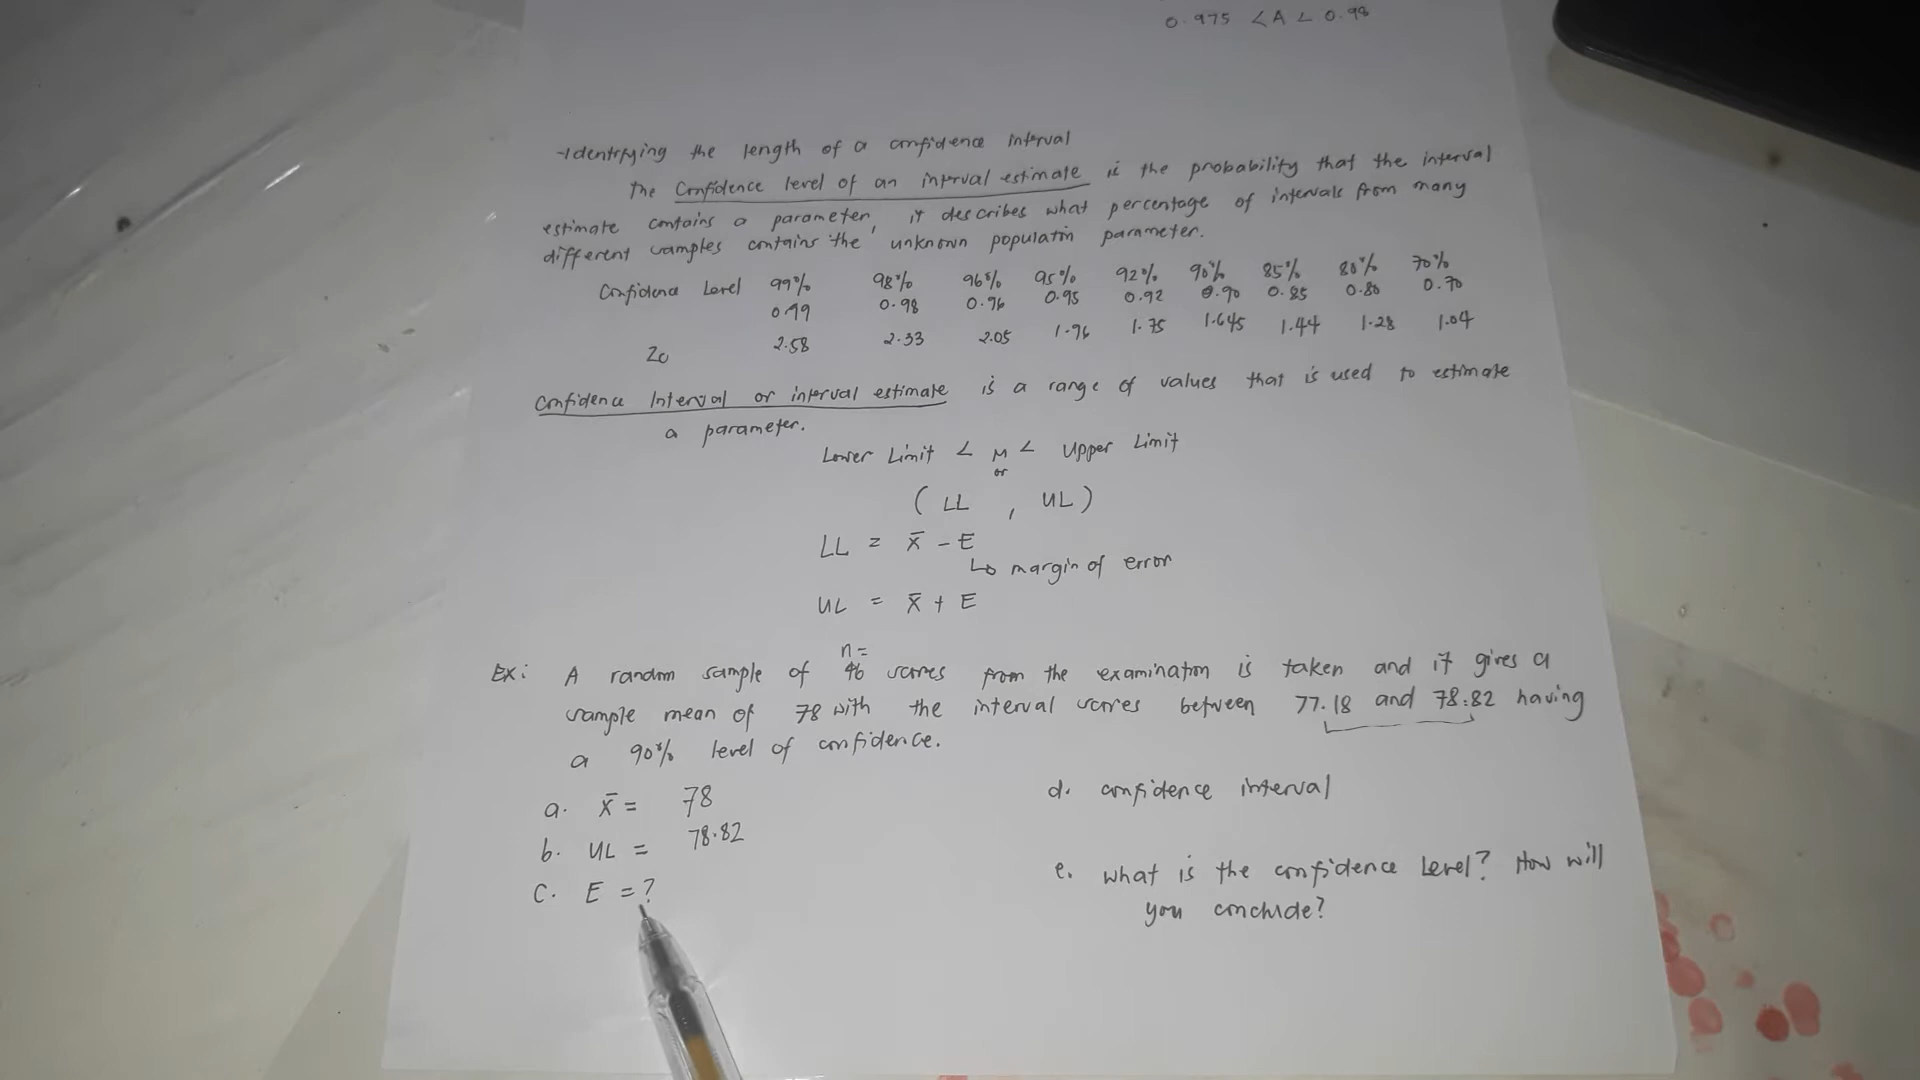 0.975 < A < 0.98
-Identifying the length of a confidence interval
The Confidence level of an interval estimate is the probability that the interval
estimate contains a parameter, it describes what percentage of intervals from many
different samples contains the unknown population parameter.
Confidence Level 99% 98% 96% 95% 92% 90% 85% 80% 70%
0.99 0.98 0.96 0.95 0.92 0.90 0.85 0.80 0.70
Zc 2.58 2.33 2.05 1.96 1.75 1.645 1.44 1.28 1.04
Confidence Interval or interval estimate is a range of values that is used to estimate
a parameter.
Lower Limit < M < Upper Limit
or
( LL , UL )
LL = x̄ - E
↳ margin of error
UL = x̄ + E
n =
Ex: A random sample of 46 scores from the examination is taken and it gives a
sample mean of 78 with the interval scores between 77.18 and 78.82 having
a 90% level of confidence.
a. x̄ = 78
b. UL = 78.82
c. E = ?
d. confidence interval
e. what is the confidence level? How will
you conclude?